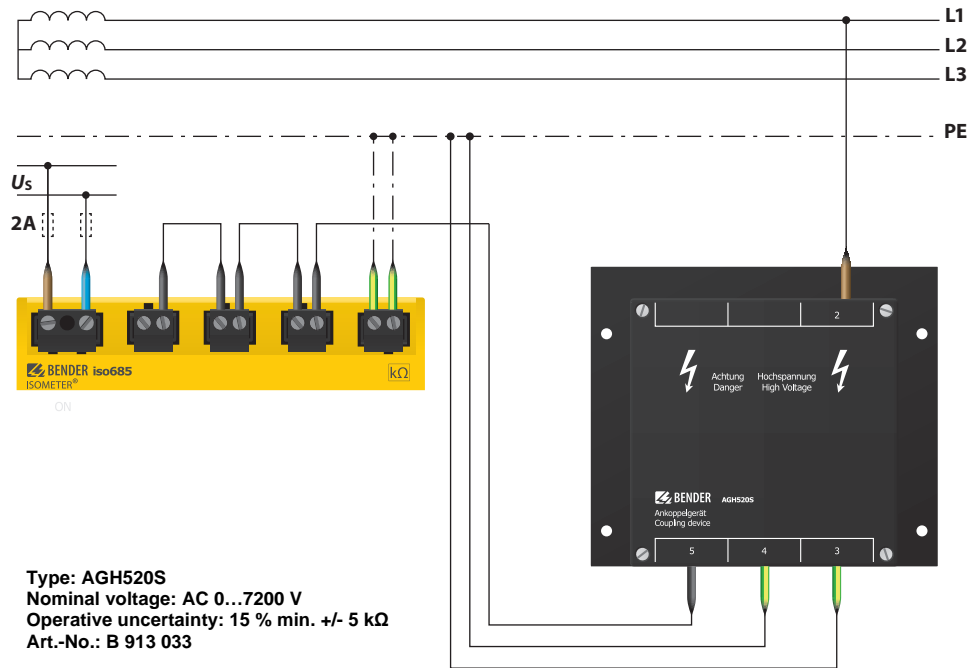 L1
L2
L3
PE
Us
2A
BENDER iso685
ISOMETER®
kΩ
ON
2
Achtung Hochspannung
Danger High Voltage
BENDER AGH520S
Ankoppelgerät
Coupling device
5 4 3
Type: AGH520S
Nominal voltage: AC 0...7200 V
Operative uncertainty: 15 % min. +/- 5 kΩ
Art.-No.: B 913 033